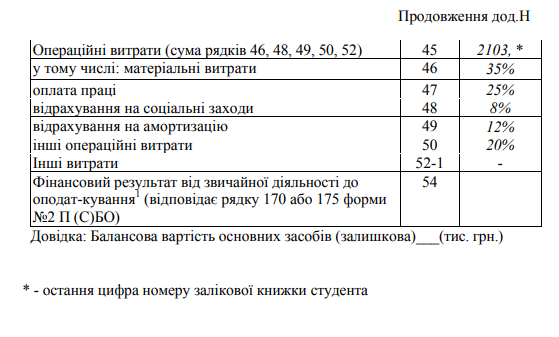 Продовження дод.Н
Операційні витрати (сума рядків 46, 48, 49, 50, 52) 45 2103, *
у тому числі: матеріальні витрати 46 35%
оплата праці 47 25%
відрахування на соціальні заходи 48 8%
відрахування на амортизацію 49 12%
інші операційні витрати 50 20%
Інші витрати 52-1 -
Фінансовий результат від звичайної діяльності до 54
оподат-кування1 (відповідає рядку 170 або 175 форми
№2 П (С)БО)
Довідка: Балансова вартість основних засобів (залишкова)___(тис. грн.)
* - остання цифра номеру залікової книжки студента